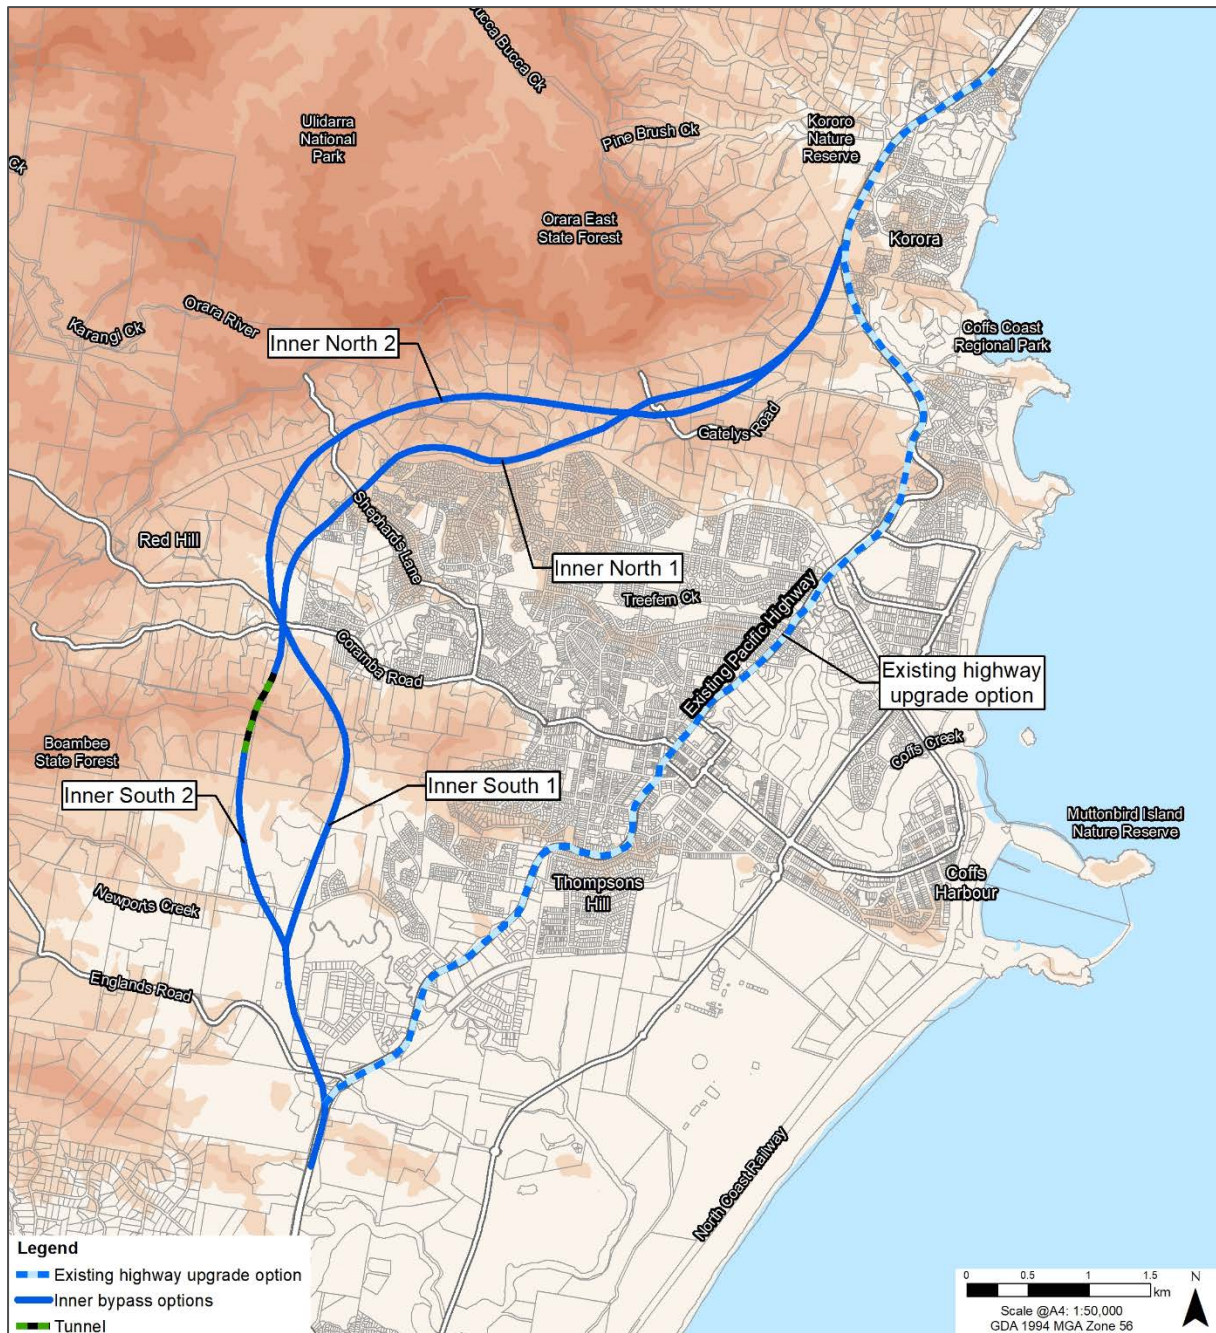 Bucca Bucca Ck
Ulidarra
National
Park
Pine Brush Ck
Kororo
Nature
Reserve
Ck
Orara East
State Forest
Korora
Orara River
Karangi Ck
Inner North 2
Coffs Coast
Regional Park
Gatelys Road
Shephards Lane
Red Hill
Inner North 1
Treefern Ck
Existing Pacific Highway
Coramba Road
Existing highway
upgrade option
Boambee
State Forest
Coffs Creek
Inner South 2
Inner South 1
Muttonbird Island
Nature Reserve
Thompsons
Hill
Coffs
Harbour
Newports Creek
Englands Road
North Coast Railway
Legend
Existing highway upgrade option
Inner bypass options
Tunnel
0 0.5 1 1.5
km
N
Scale @A4: 1:50,000
GDA 1994 MGA Zone 56